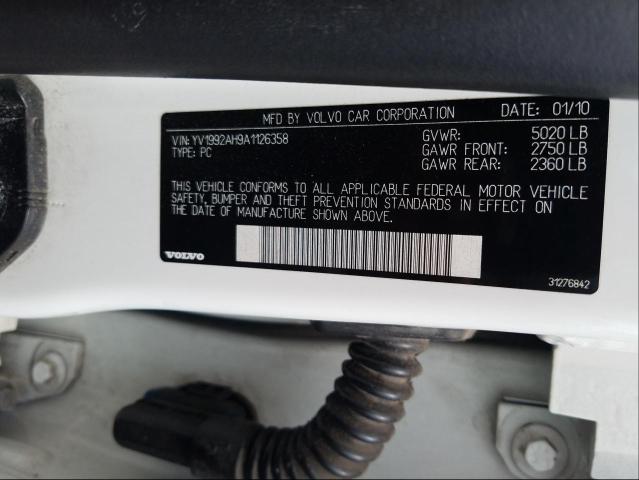 MFD BY VOLVO CAR CORPORATION DATE: 01/10
VIN: YV1992AH9A1126358 GVWR: 5020 LB
TYPE: PC GAWR FRONT: 2750 LB
GAWR REAR: 2360 LB
THIS VEHICLE CONFORMS TO ALL APPLICABLE FEDERAL MOTOR VEHICLE
SAFETY, BUMPER AND THEFT PREVENTION STANDARDS IN EFFECT ON
THE DATE OF MANUFACTURE SHOWN ABOVE.
VOLVO 31276842